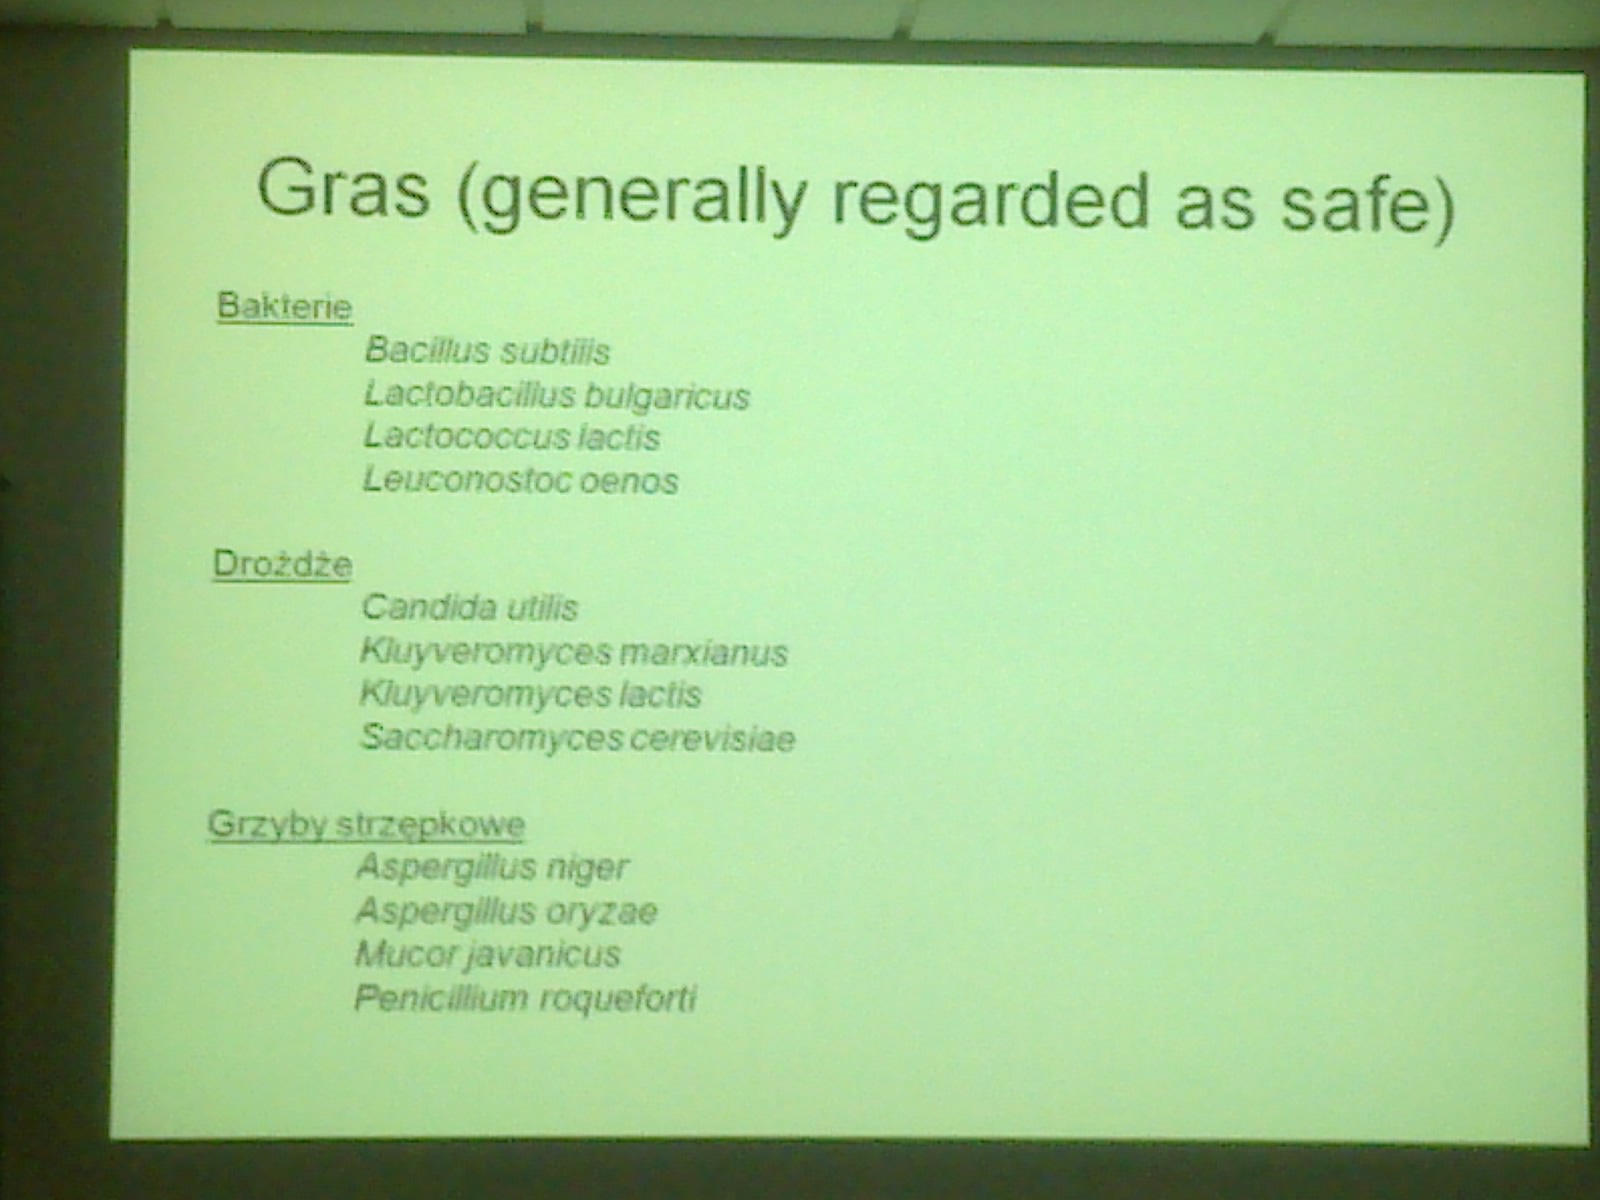 Gras (generally regarded as safe)
Bakterie
Bacillus subtilis
Lactobacillus bulgaricus
Lactococcus lactis
Leuconostoc oenos
Drożdże
Candida utilis
Kluyveromyces marxianus
Kluyveromyces lactis
Saccharomyces cerevisiae
Grzyby strzępkowe
Aspergillus niger
Aspergillus oryzae
Mucor javanicus
Penicillium roqueforti